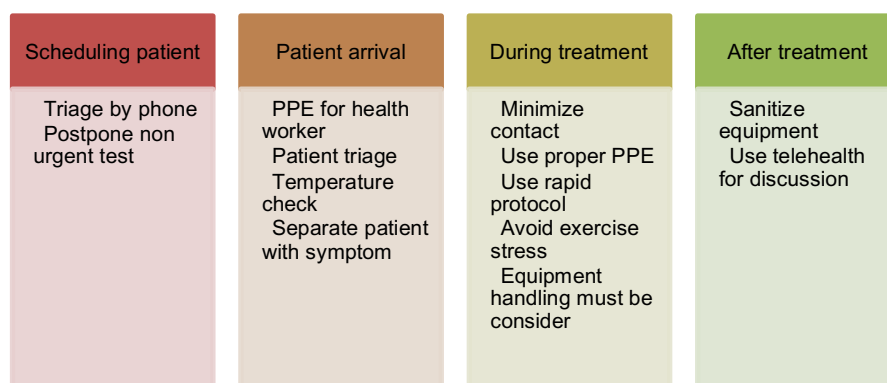 Scheduling patient
Triage by phone
Postpone non
urgent test
Patient arrival
PPE for health
worker
Patient triage
Temperature
check
Separate patient
with symptom
During treatment
Minimize
contact
Use proper PPE
Use rapid
protocol
Avoid exercise
stress
Equipment
handling must be
consider
After treatment
Sanitize
equipment
Use telehealth
for discussion